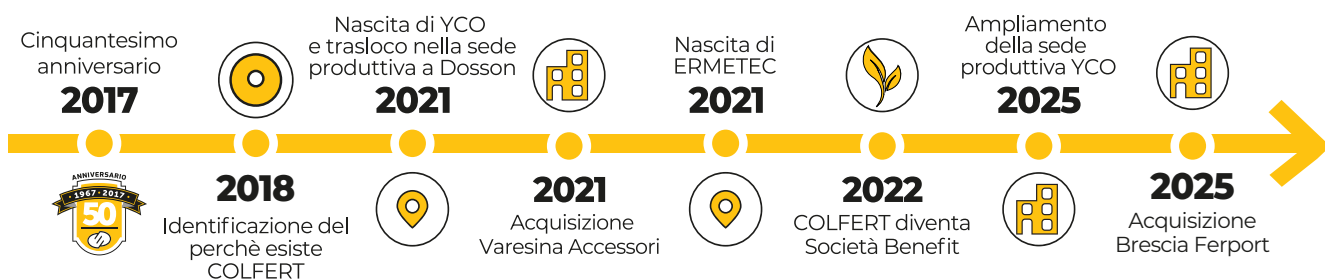 Cinquantesimo
anniversario
2017
ANNIVERSARIO
1967·2017
50
2018
Identificazione del
perchè esiste
COLFERT
Nascita di YCO
e trasloco nella sede
produttiva a Dosson
2021
2021
Acquisizione
Varesina Accessori
Nascita di
ERMETEC
2021
2022
COLFERT diventa
Società Benefit
Ampliamento
della sede
produttiva YCO
2025
2025
Acquisizione
Brescia Ferport